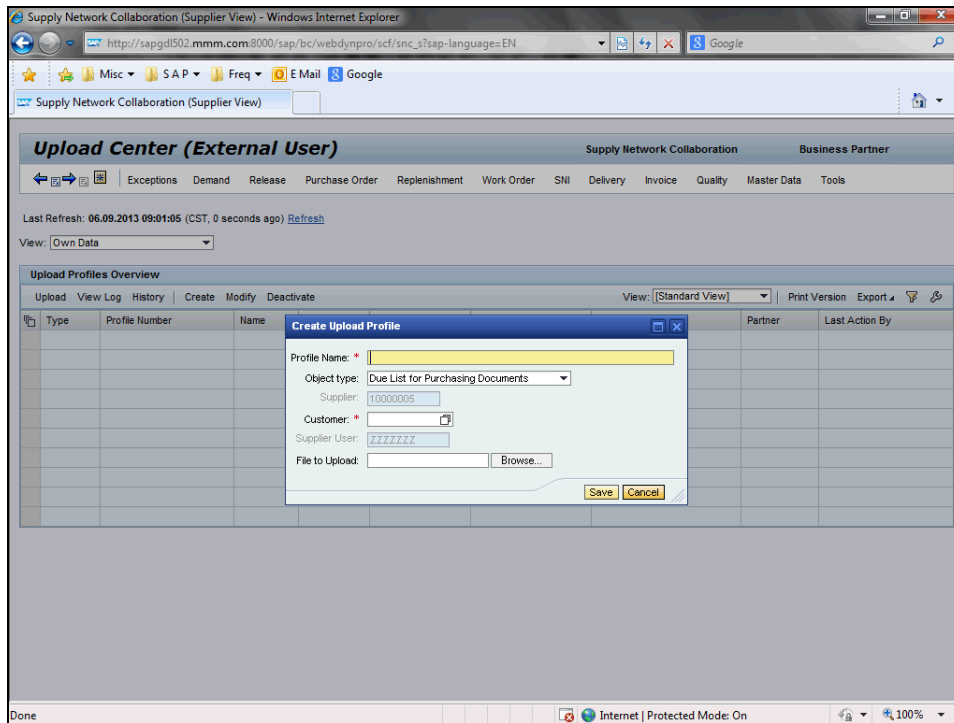 Supply Network Collaboration (Supplier View) - Windows Internet Explorer
http://sapgdl502.mmm.com:8000/sap/bc/webdynpro/scf/snc_s?sap-language=EN
Google
Misc SAP Freq E Mail Google
Supply Network Collaboration (Supplier View)
Upload Center (External User) Supply Network Collaboration Business Partner
Exceptions Demand Release Purchase Order Replenishment Work Order SNI Delivery Invoice Quality Master Data Tools
Last Refresh: 06.09.2013 09:01:05 (CST, 0 seconds ago) Refresh
View: Own Data
Upload Profiles Overview
Upload View Log History | Create Modify Deactivate View: [Standard View] | Print Version Export
Type Profile Number Name Partner Last Action By
Create Upload Profile
Profile Name: *
Object type: Due List for Purchasing Documents
Supplier: 10000005
Customer: *
Supplier User: ZZZZZZZ
File to Upload: Browse...
Save Cancel
Done Internet | Protected Mode: On 100%